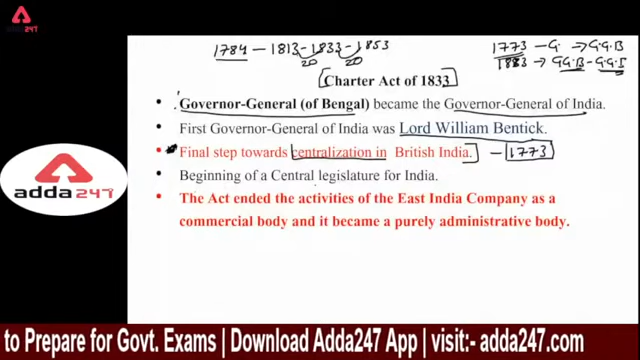 Adda247
1784 - 1813 - 1833 - 1853
20 20
1773 - G. → G.G.B
1833 → GGB - GGI
Charter Act of 1833
Governor-General (of Bengal) became the Governor-General of India.
First Governor-General of India was Lord William Bentick.
Final step towards centralization in British India. - 1773
Beginning of a Central legislature for India.
The Act ended the activities of the East India Company as a
commercial body and it became a purely administrative body.
adda247
to Prepare for Govt. Exams | Download Adda247 App | visit:- adda247.com